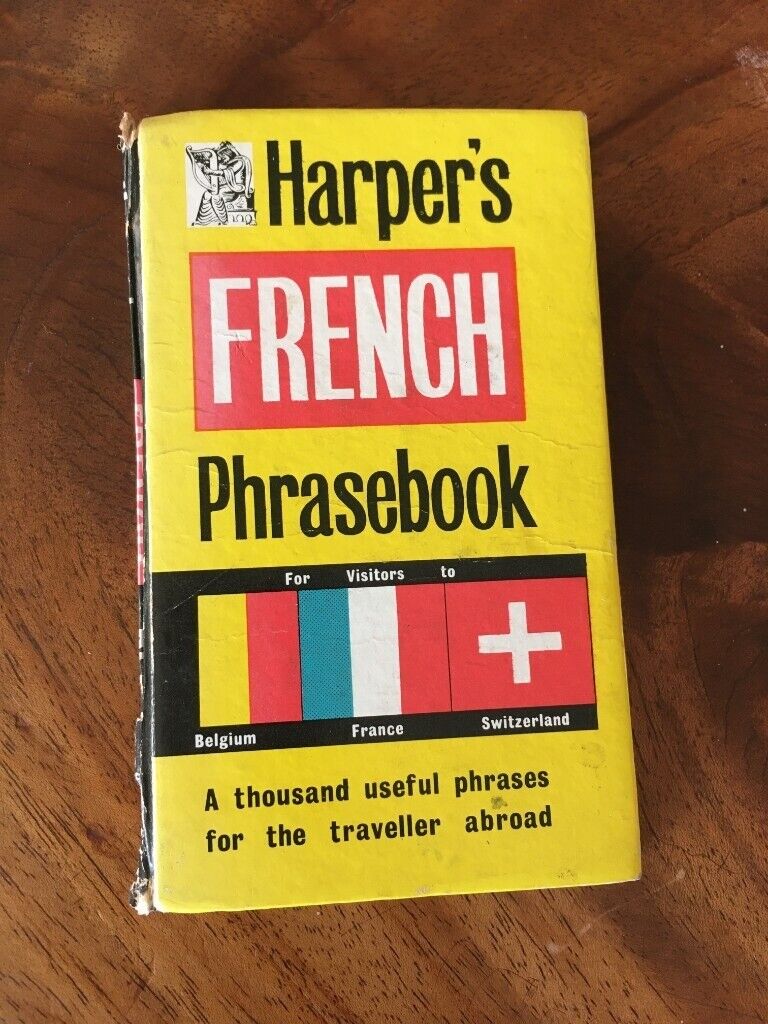 Harper's
FRENCH
Phrasebook
For Visitors to
Belgium France Switzerland
A thousand useful phrases
for the traveller abroad